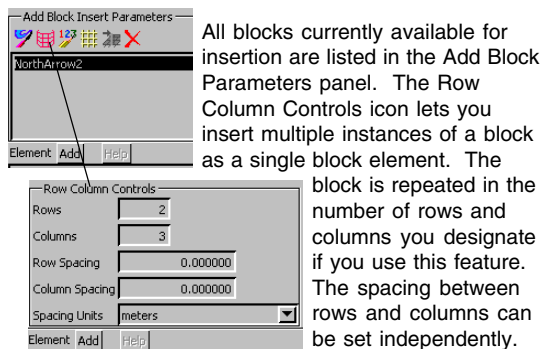 Add Block Insert Parameters
123
NorthArrow2
Element Add Help
All blocks currently available for
insertion are listed in the Add Block
Parameters panel. The Row
Column Controls icon lets you
insert multiple instances of a block
as a single block element. The
block is repeated in the
number of rows and
columns you designate
if you use this feature.
The spacing between
rows and columns can
be set independently.
Row Column Controls
Rows 2
Columns 3
Row Spacing 0.000000
Column Spacing 0.000000
Spacing Units meters
Element Add Help